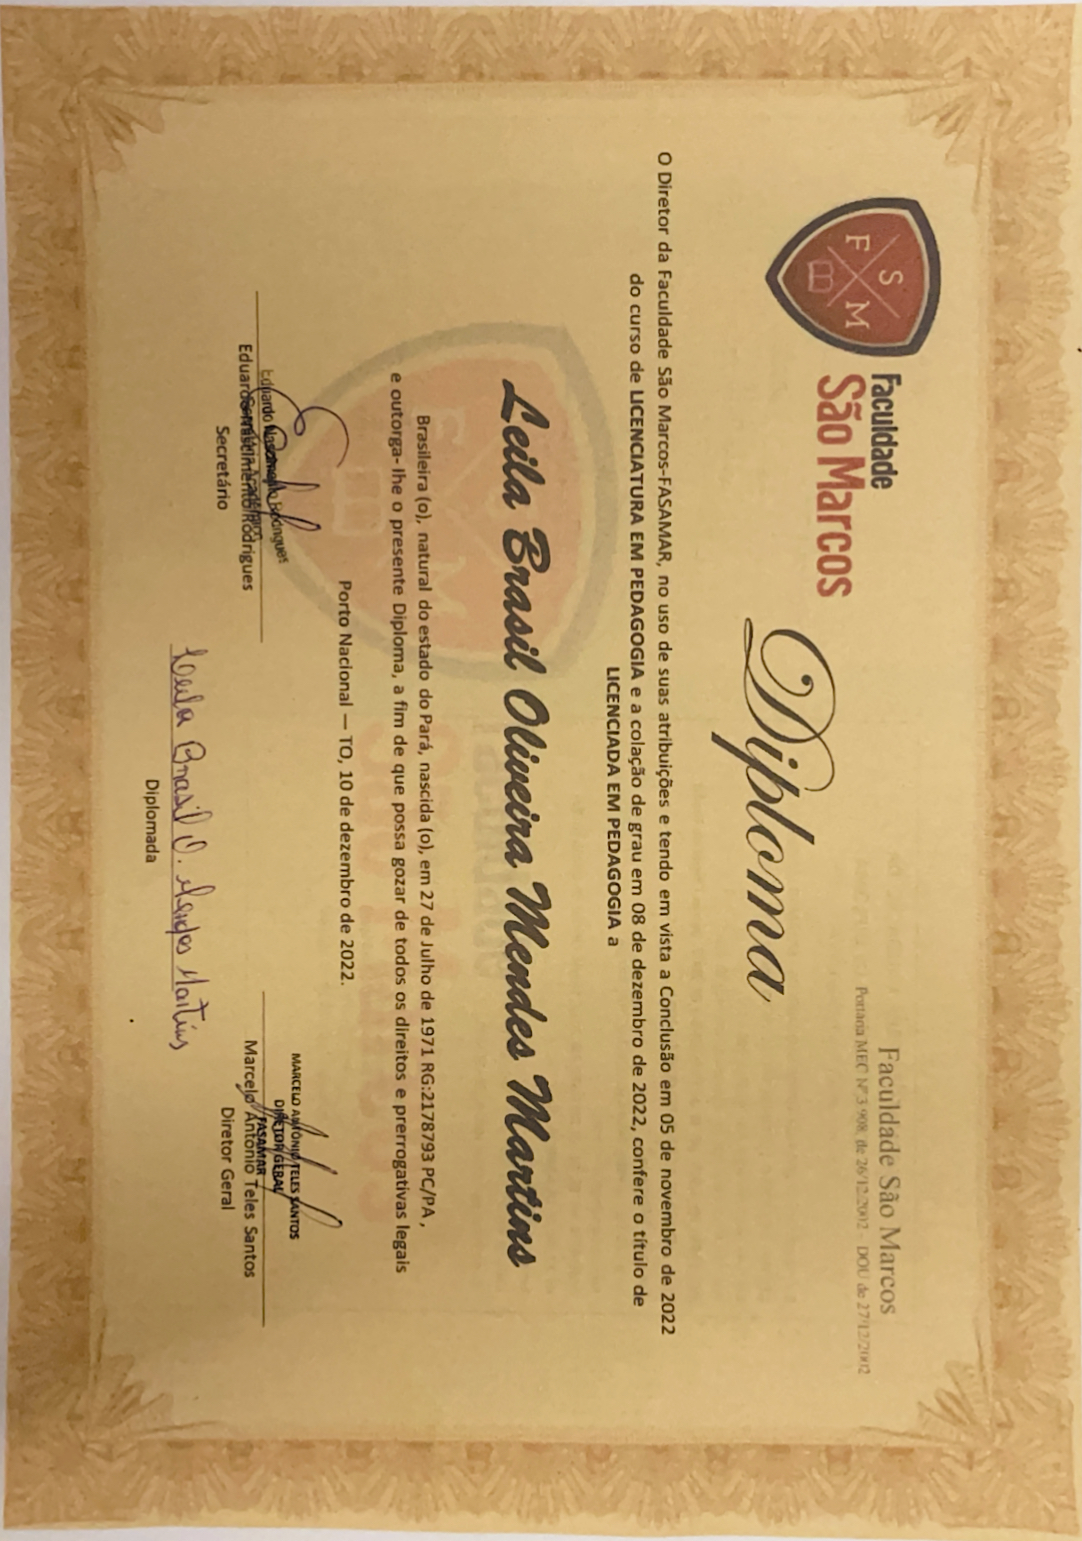 F S M
Faculdade
São Marcos
Faculdade São Marcos
Portaria MEC Nº 3.908, de 26/12/2002 - DOU de 27/12/2002
Diploma
O Diretor da Faculdade São Marcos-FASAMAR, no uso de suas atribuições e tendo em vista a Conclusão em 05 de novembro de 2022
do curso de LICENCIATURA EM PEDAGOGIA e a colação de grau em 08 de dezembro de 2022, confere o título de
LICENCIADA EM PEDAGOGIA a
Leila Brasil Oliveira Mendes Martins
Brasileira (o), natural do estado do Pará, nascida (o), em 27 de Julho de 1971 RG:2178793 PC/PA ,
e outorga- lhe o presente Diploma, a fim de que possa gozar de todos os direitos e prerrogativas legais
Porto Nacional — TO, 10 de dezembro de 2022.
Eduardo Nascimento Rodrigues
Eduardo Nascimento Rodrigues
Secretário
Leila Brasil O. Mendes Martins
Diplomada
MARCELO ANTÔNIO TELES SANTOS
DIRETOR GERAL
FASAMAR
Marcelo Antonio Teles Santos
Diretor Geral